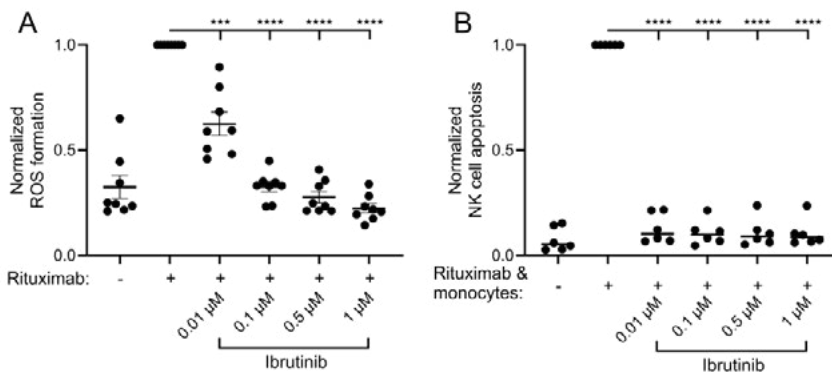 A
*** **** **** ****
Normalized
ROS formation
1.0
0.5
0.0
Rituximab: - + + + + +
0.01 µM 0.1 µM 0.5 µM 1 µM
Ibrutinib
B
**** **** **** ****
Normalized
NK cell apoptosis
1.0
0.5
0.0
Rituximab &
monocytes: - + + + + +
0.01 µM 0.1 µM 0.5 µM 1 µM
Ibrutinib